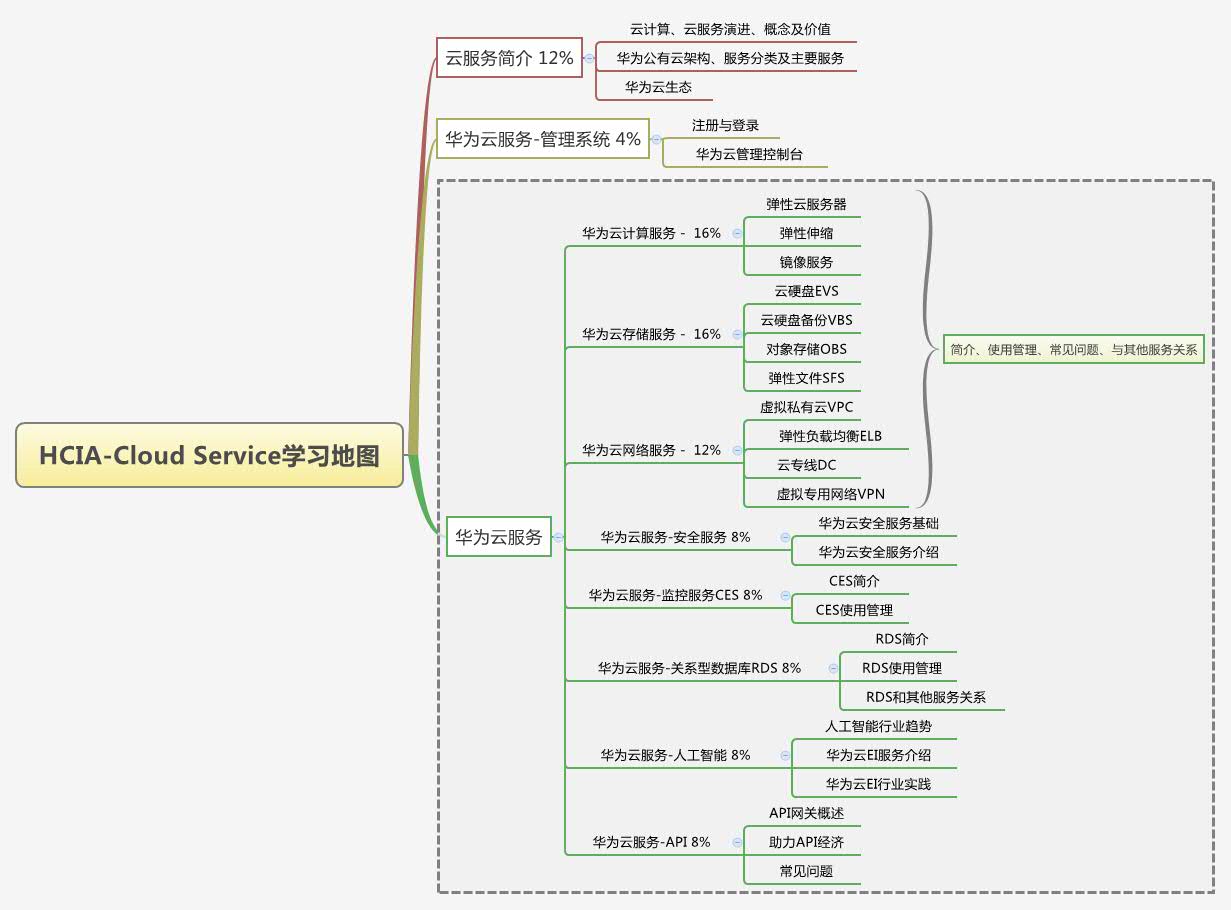 HCIA-Cloud Service学习地图
云服务简介 12%
云计算、云服务演进、概念及价值
华为公有云架构、服务分类及主要服务
华为云生态
华为云服务-管理系统 4%
注册与登录
华为云管理控制台
华为云服务
华为云计算服务 - 16%
弹性云服务器
弹性伸缩
镜像服务
华为云存储服务 - 16%
云硬盘EVS
云硬盘备份VBS
对象存储OBS
弹性文件SFS
华为云网络服务 - 12%
虚拟私有云VPC
弹性负载均衡ELB
云专线DC
虚拟专用网络VPN
简介、使用管理、常见问题、与其他服务关系
华为云服务-安全服务 8%
华为云安全服务基础
华为云安全服务介绍
华为云服务-监控服务CES 8%
CES简介
CES使用管理
华为云服务-关系型数据库RDS 8%
RDS简介
RDS使用管理
RDS和其他服务关系
华为云服务-人工智能 8%
人工智能行业趋势
华为云EI服务介绍
华为云EI行业实践
华为云服务-API 8%
API网关概述
助力API经济
常见问题